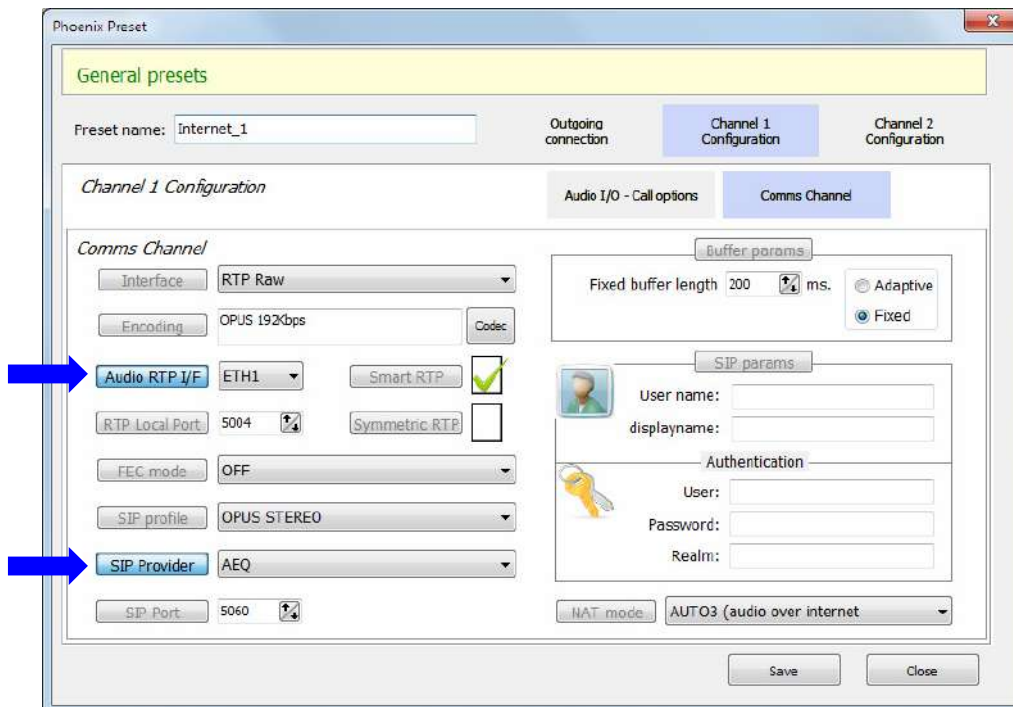 Phoenix Preset
General presets
Preset name: Internet_1
Outgoing
connection
Channel 1
Configuration
Channel 2
Configuration
Channel 1 Configuration
Audio I/O - Call options
Comms Channel
Comms Channel
Interface RTP Raw
Encoding OPUS 192Kbps Codec
Audio RTP I/F ETH1 Smart RTP
RTP Local Port 5004 Symmetric RTP
FEC mode OFF
SIP profile OPUS STEREO
SIP Provider AEQ
SIP Port 5060
Buffer params
Fixed buffer length 200 ms.
Adaptive
Fixed
SIP params
User name:
displayname:
Authentication
User:
Password:
Realm:
NAT mode AUTO3 (audio over internet
Save Close